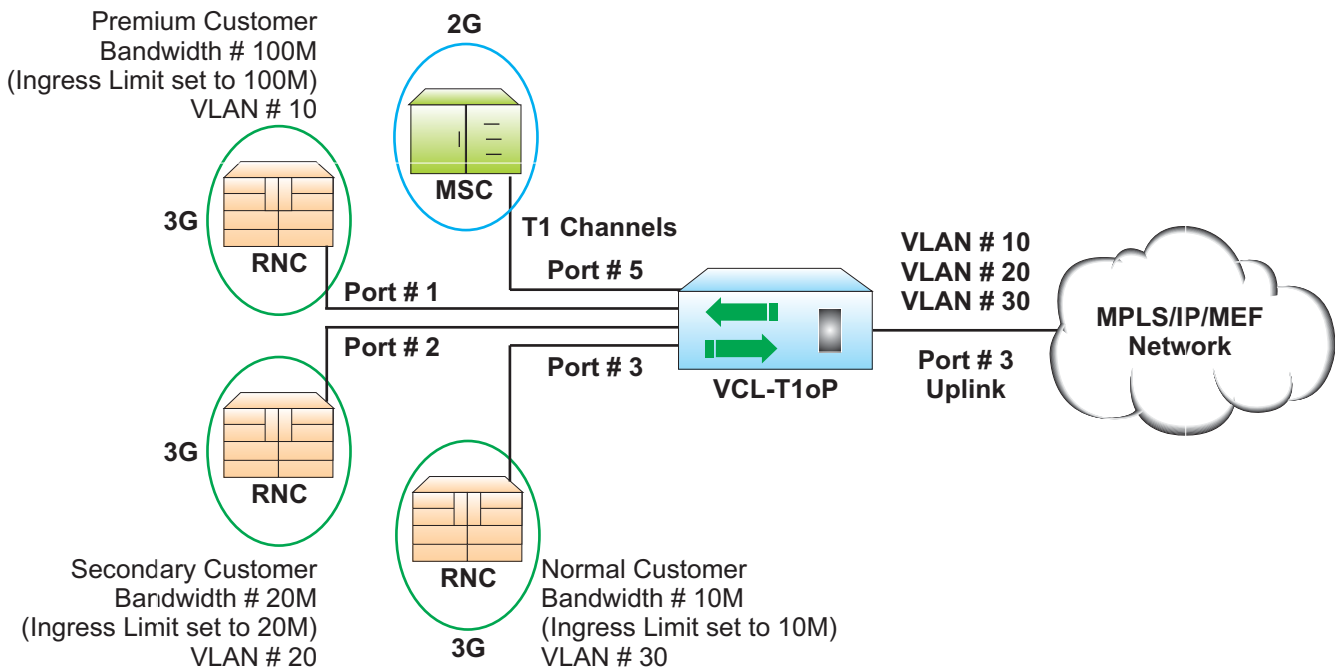 Premium Customer
Bandwidth # 100M
(Ingress Limit set to 100M)
VLAN # 10
3G
RNC
2G
MSC
T1 Channels
Port # 5
Port # 1
Port # 2
Port # 3
VCL-T1oP
VLAN # 10
VLAN # 20
VLAN # 30
Port # 3
Uplink
MPLS/IP/MEF
Network
3G
RNC
Secondary Customer
Bandwidth # 20M
(Ingress Limit set to 20M)
VLAN # 20
RNC
3G
Normal Customer
Bandwidth # 10M
(Ingress Limit set to 10M)
VLAN # 30